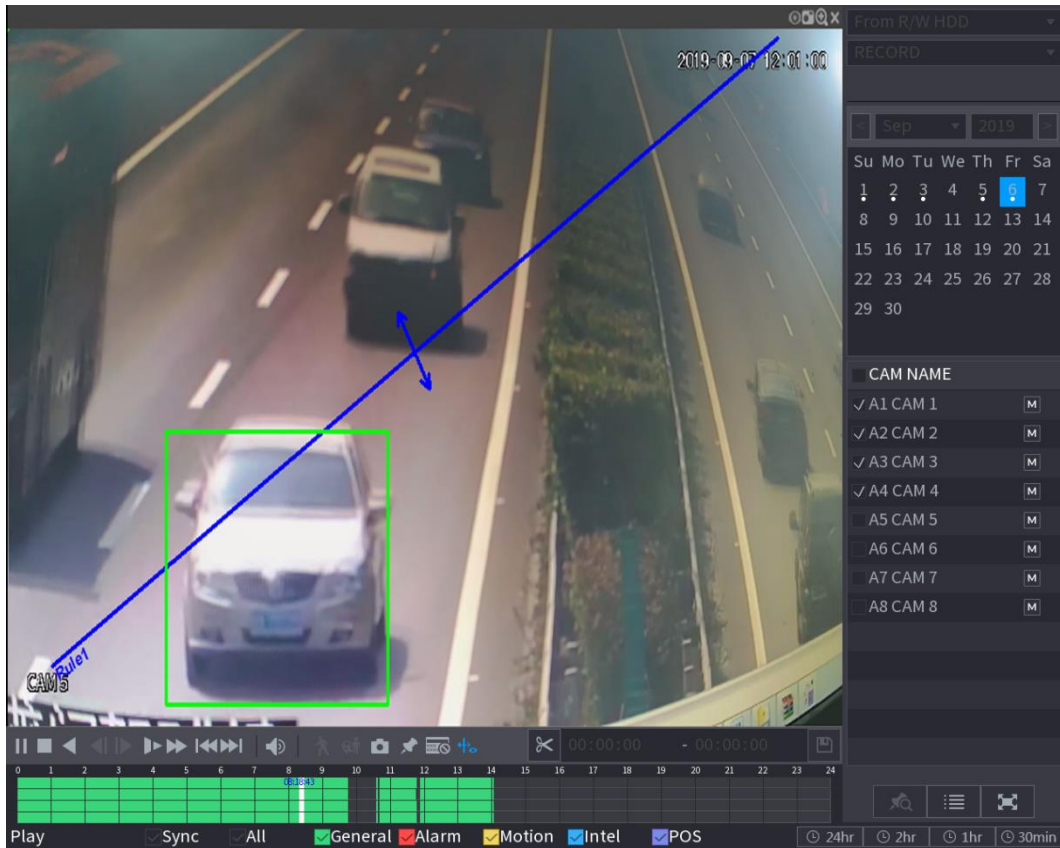 From R/W HDD
RECORD
2019-09-07 12:01:00
< Sep 2019 >
Su Mo Tu We Th Fr Sa
1 2 3 4 5 6 7
8 9 10 11 12 13 14
15 16 17 18 19 20 21
22 23 24 25 26 27 28
29 30
CAM NAME
A1 CAM 1 M
A2 CAM 2 M
A3 CAM 3 M
A4 CAM 4 M
A5 CAM 5 M
A6 CAM 6 M
A7 CAM 7 M
A8 CAM 8 M
Rule1
CAM 5
00:00:00 - 00:00:00
0 1 2 3 4 5 6 7 8 9 10 11 12 13 14 15 16 17 18 19 20 21 22 23 24
Play Sync All General Alarm Motion Intel POS 24hr 2hr 1hr 30min